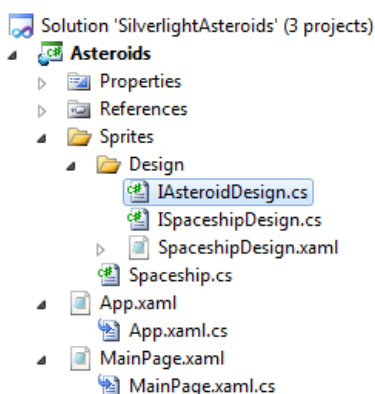 Solution 'SilverlightAsteroids' (3 projects)
Asteroids
Properties
References
Sprites
Design
IAsteroidDesign.cs
ISpaceshipDesign.cs
SpaceshipDesign.xaml
Spaceship.cs
App.xaml
App.xaml.cs
MainPage.xaml
MainPage.xaml.cs